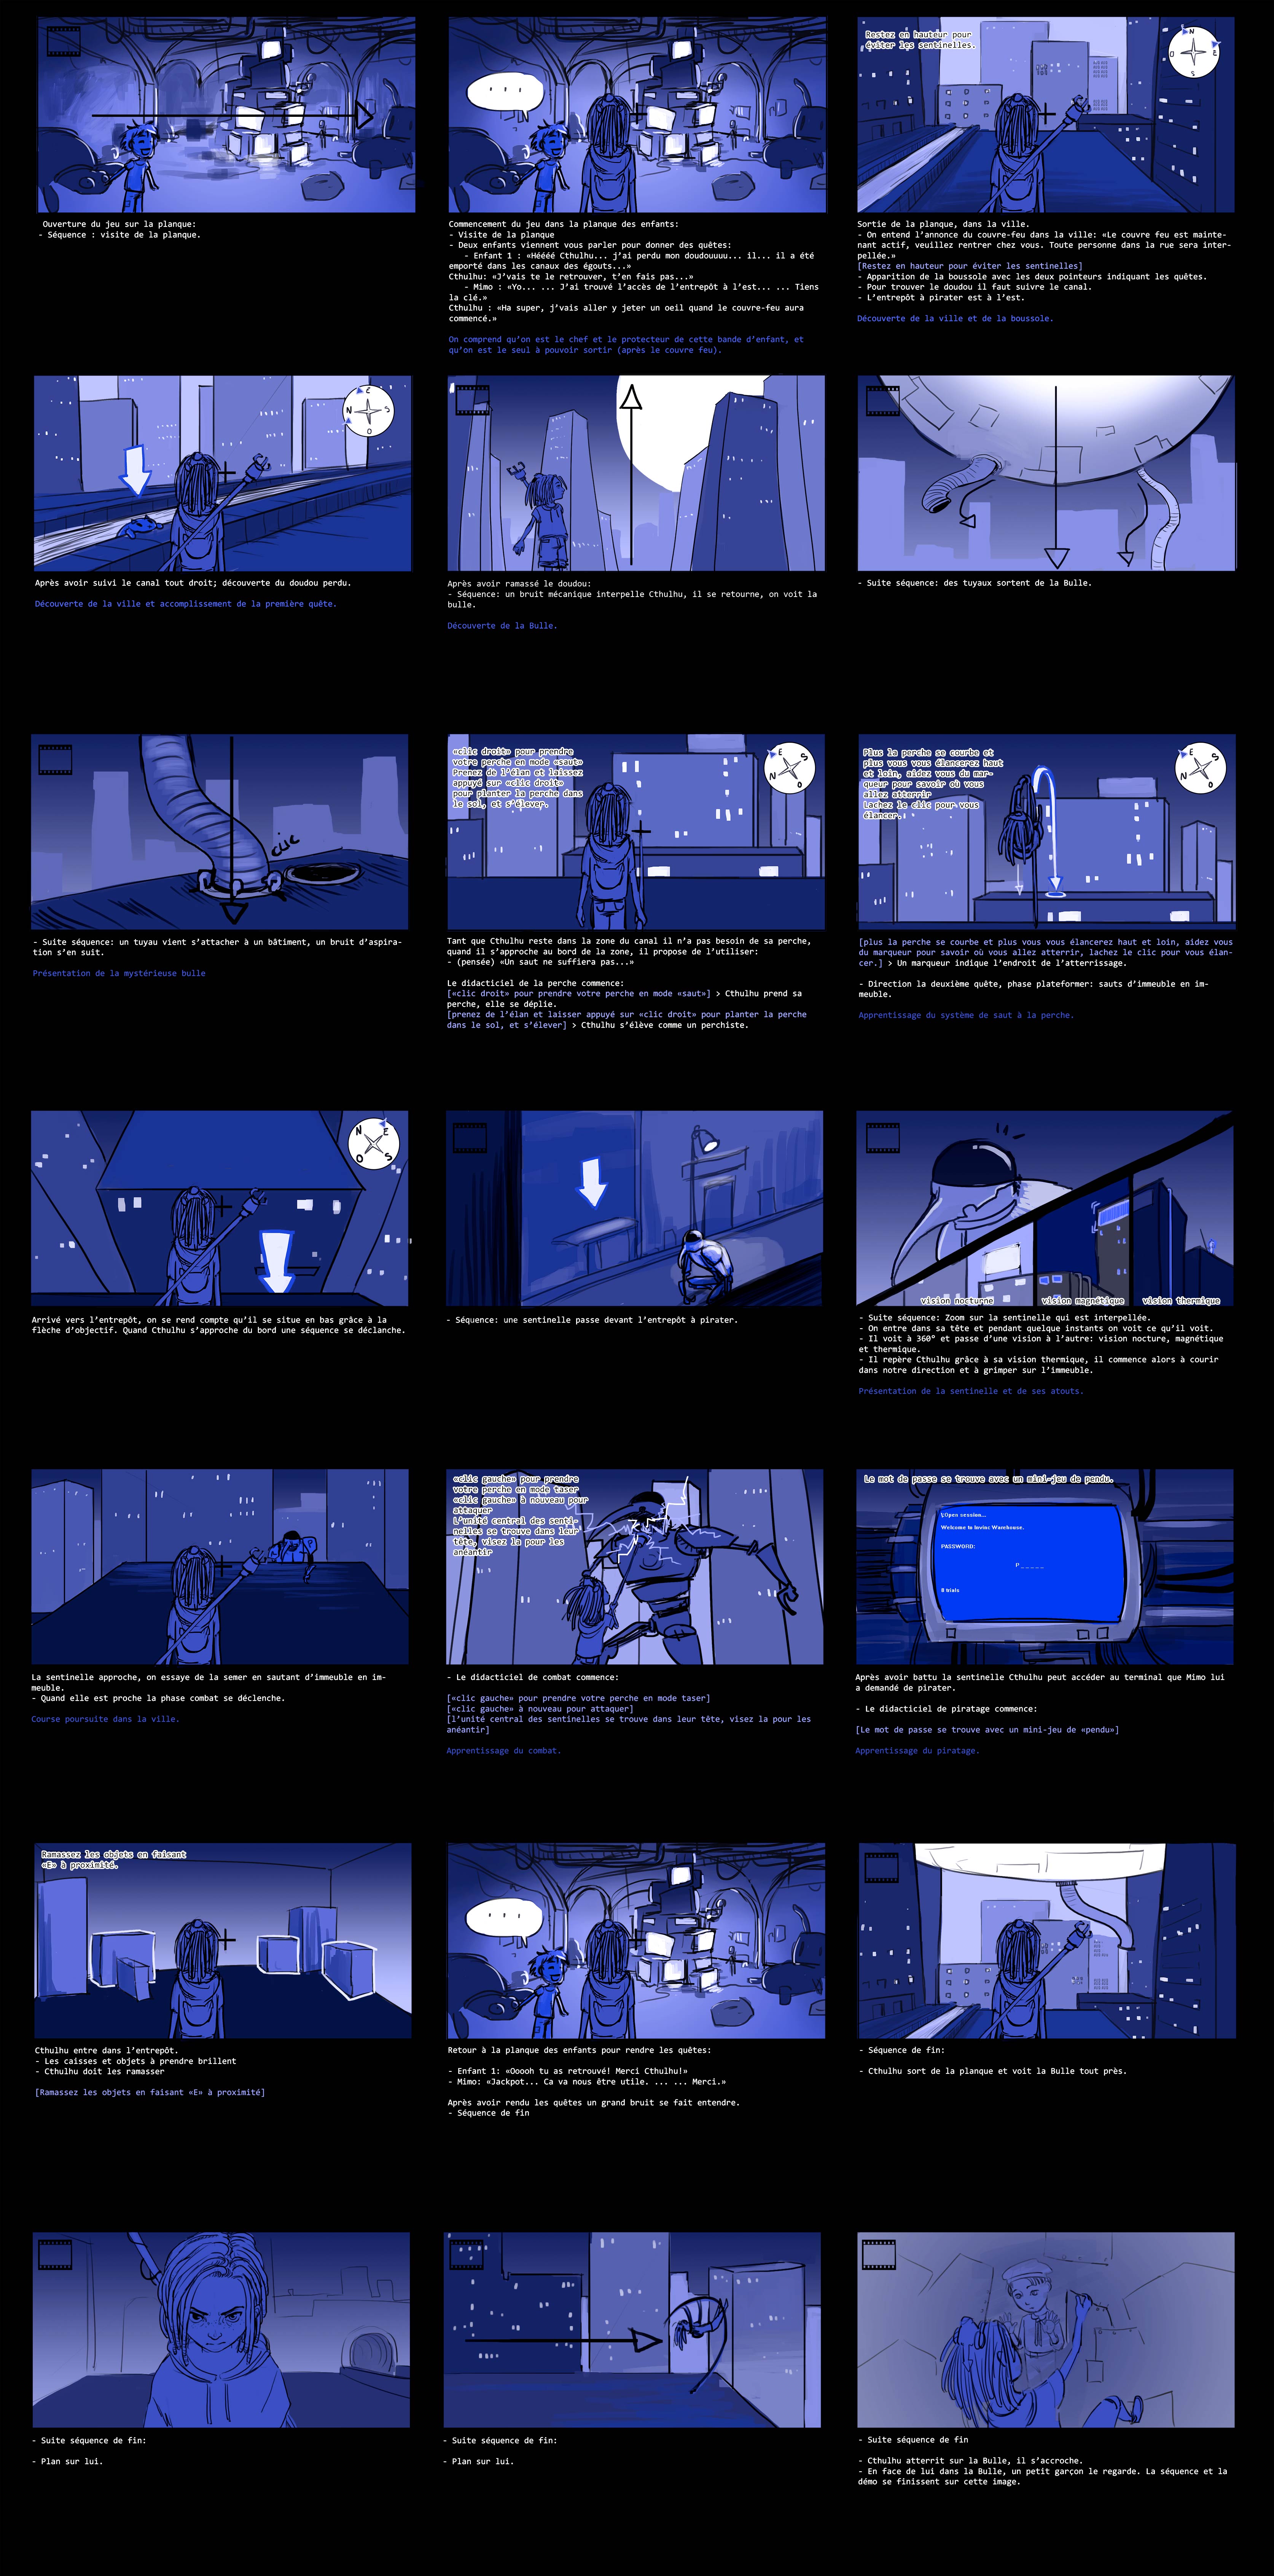 Ouverture du jeu sur la planque:
- Séquence : visite de la planque.
. . .
Commencement du jeu dans la planque des enfants:
- Visite de la planque
- Deux enfants viennent vous parler pour donner des quêtes:
- Enfant 1 : «Héééé Cthulhu... j'ai perdu mon doudouuuu... il... il a été
emporté dans les canaux des égouts...»
Cthulhu: «J'vais te le retrouver, t'en fais pas...»
- Mimo : «Yo... ... J'ai trouvé l'accès de l'entrepôt à l'est... ... Tiens
la clé.»
Cthulhu : «Ha super, j'vais aller y jeter un oeil quand le couvre-feu aura
commencé.»
On comprend qu'on est le chef et le protecteur de cette bande d'enfant, et
qu'on est le seul à pouvoir sortir (après le couvre feu).
Restez en hauteur pour
éviter les sentinelles.
N
E
S
O
Sortie de la planque, dans la ville.
- On entend l'annonce du couvre-feu dans la ville: «Le couvre feu est mainte-
nant actif, veuillez rentrer chez vous. Toute personne dans la rue sera inter-
pellée.»
[Restez en hauteur pour éviter les sentinelles]
- Apparition de la boussole avec les deux pointeurs indiquant les quêtes.
- Pour trouver le doudou il faut suivre le canal.
- L'entrepôt à pirater est à l'est.
Découverte de la ville et de la boussole.
E
N
S
O
Après avoir suivi le canal tout droit; découverte du doudou perdu.
Découverte de la ville et accomplissement de la première quête.
Après avoir ramassé le doudou:
- Séquence: un bruit mécanique interpelle Cthulhu, il se retourne, on voit la
bulle.
Découverte de la Bulle.
- Suite séquence: des tuyaux sortent de la Bulle.
clic
- Suite séquence: un tuyau vient s'attacher à un bâtiment, un bruit d'aspira-
tion s'en suit.
Présentation de la mystérieuse bulle
«clic droit» pour prendre
votre perche en mode «saut»
Prenez de l'élan et laissez
appuyé sur «clic droit»
pour planter la perche dans
le sol, et s'élever.
E
S
N
O
Tant que Cthulhu reste dans la zone du canal il n'a pas besoin de sa perche,
quand il s'approche au bord de la zone, il propose de l'utiliser:
- (pensée) «Un saut ne suffiera pas...»
Le didacticiel de la perche commence:
[«clic droit» pour prendre votre perche en mode «saut»] > Cthulhu prend sa
perche, elle se déplie.
[prenez de l'élan et laisser appuyé sur «clic droit» pour planter la perche
dans le sol, et s'élever] > Cthulhu s'élève comme un perchiste.
Plus la perche se courbe et
plus vous vous élancerez haut
et loin, aidez vous du mar-
queur pour savoir où vous
allez atterrir
Lachez le clic pour vous
élancer.
E
S
N
O
[plus la perche se courbe et plus vous vous élancerez haut et loin, aidez vous
du marqueur pour savoir où vous allez atterrir, lachez le clic pour vous élan-
cer.] > Un marqueur indique l'endroit de l'atterrissage.
- Direction la deuxième quête, phase plateformer: sauts d'immeuble en im-
meuble.
Apprentissage du système de saut à la perche.
N
E
O
S
Arrivé vers l'entrepôt, on se rend compte qu'il se situe en bas grâce à la
flèche d'objectif. Quand Cthulhu s'approche du bord une séquence se déclanche.
- Séquence: une sentinelle passe devant l'entrepôt à pirater.
vision nocturne
vision magnétique
vision thermique
- Suite séquence: Zoom sur la sentinelle qui est interpellée.
- On entre dans sa tête et pendant quelque instants on voit ce qu'il voit.
- Il voit à 360° et passe d'une vision à l'autre: vision nocture, magnétique
et thermique.
- Il repère Cthulhu grâce à sa vision thermique, il commence alors à courir
dans notre direction et à grimper sur l'immeuble.
Présentation de la sentinelle et de ses atouts.
La sentinelle approche, on essaye de la semer en sautant d'immeuble en im-
meuble.
- Quand elle est proche la phase combat se déclenche.
Course poursuite dans la ville.
«clic gauche» pour prendre
votre perche en mode taser
«clic gauche» à nouveau pour
attaquer
L'unité central des senti-
nelles se trouve dans leur
tête, visez la pour les
anéantir
- Le didacticiel de combat commence:
[«clic gauche» pour prendre votre perche en mode taser]
[«clic gauche» à nouveau pour attaquer]
[l'unité central des sentinelles se trouve dans leur tête, visez la pour les
anéantir]
Apprentissage du combat.
Le mot de passe se trouve avec un mini-jeu de pendu.
Open session...
Welcome to Invinc Warehouse.
PASSWORD:
P _ _ _ _ _
8 trials
Après avoir battu la sentinelle Cthulhu peut accéder au terminal que Mimo lui
a demandé de pirater.
- Le didacticiel de piratage commence:
[Le mot de passe se trouve avec un mini-jeu de «pendu»]
Apprentissage du piratage.
Ramassez les objets en faisant
«E» à proximité.
Cthulhu entre dans l'entrepôt.
- Les caisses et objets à prendre brillent
- Cthulhu doit les ramasser
[Ramassez les objets en faisant «E» à proximité]
. . .
Retour à la planque des enfants pour rendre les quêtes:
- Enfant 1: «Ooooh tu as retrouvé! Merci Cthulhu!»
- Mimo: «Jackpot... Ca va nous être utile. ... ... Merci.»
Après avoir rendu les quêtes un grand bruit se fait entendre.
- Séquence de fin
- Séquence de fin:
- Cthulhu sort de la planque et voit la Bulle tout près.
- Suite séquence de fin:
- Plan sur lui.
- Suite séquence de fin:
- Plan sur lui.
- Suite séquence de fin
- Cthulhu atterrit sur la Bulle, il s'accroche.
- En face de lui dans la Bulle, un petit garçon le regarde. La séquence et la
démo se finissent sur cette image.